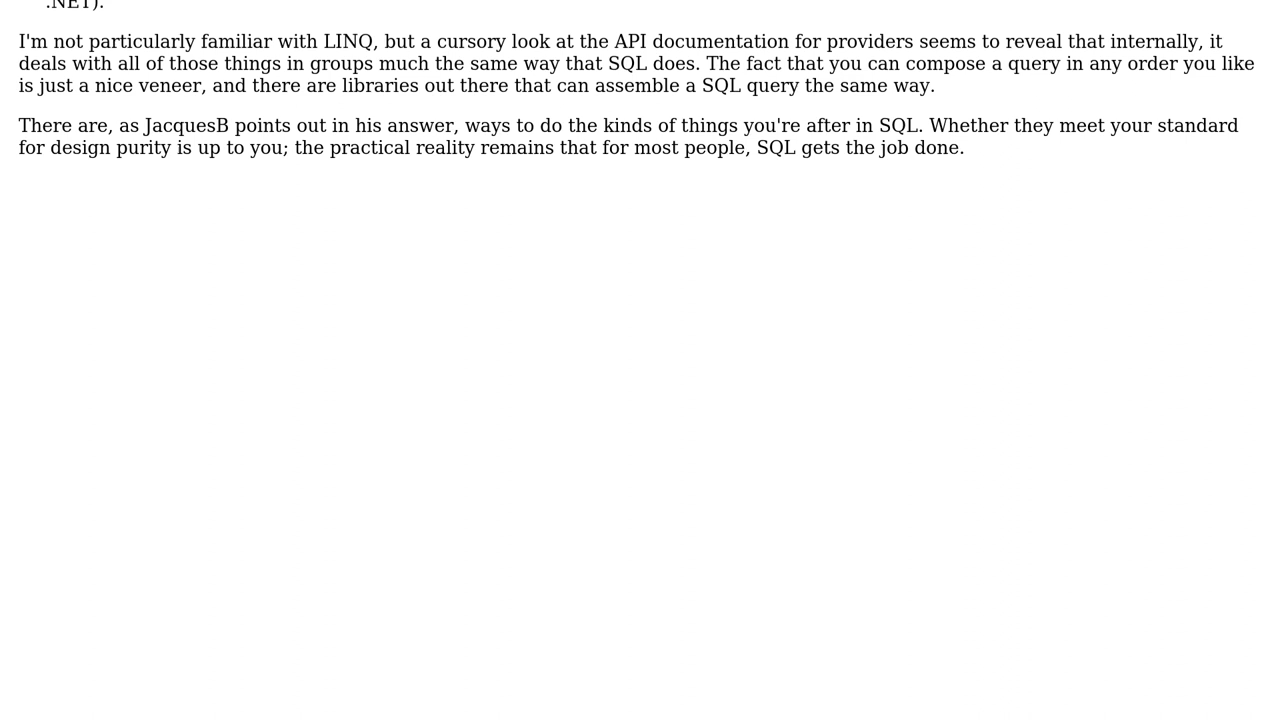 .NET).
I'm not particularly familiar with LINQ, but a cursory look at the API documentation for providers seems to reveal that internally, it
deals with all of those things in groups much the same way that SQL does. The fact that you can compose a query in any order you like
is just a nice veneer, and there are libraries out there that can assemble a SQL query the same way.
There are, as JacquesB points out in his answer, ways to do the kinds of things you're after in SQL. Whether they meet your standard
for design purity is up to you; the practical reality remains that for most people, SQL gets the job done.